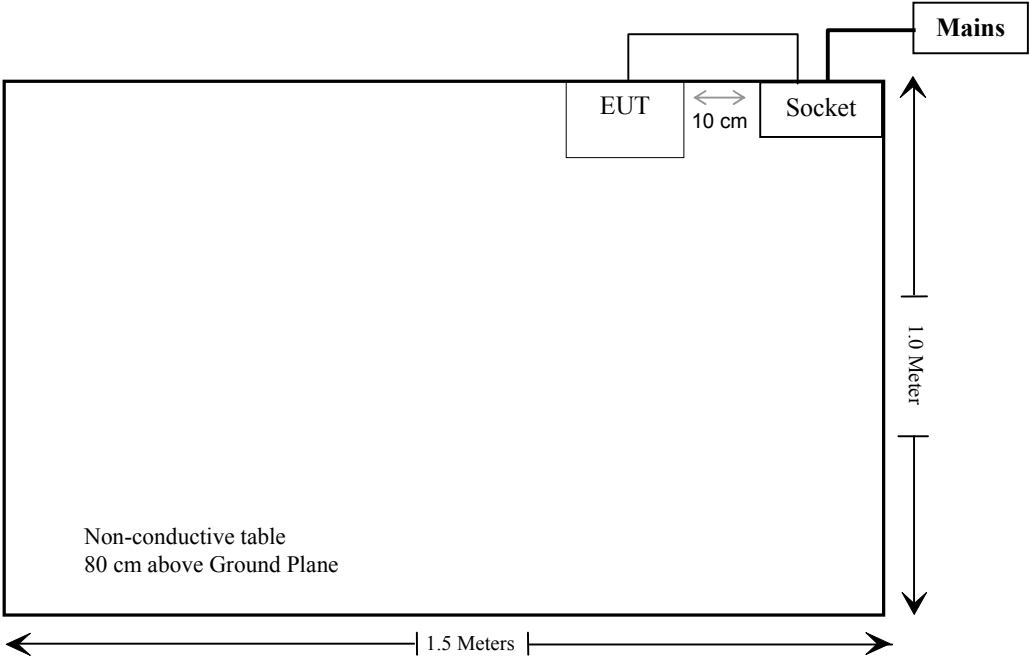 Mains
EUT
Socket
10 cm
1.0 Meter
Non-conductive table
80 cm above Ground Plane
1.5 Meters